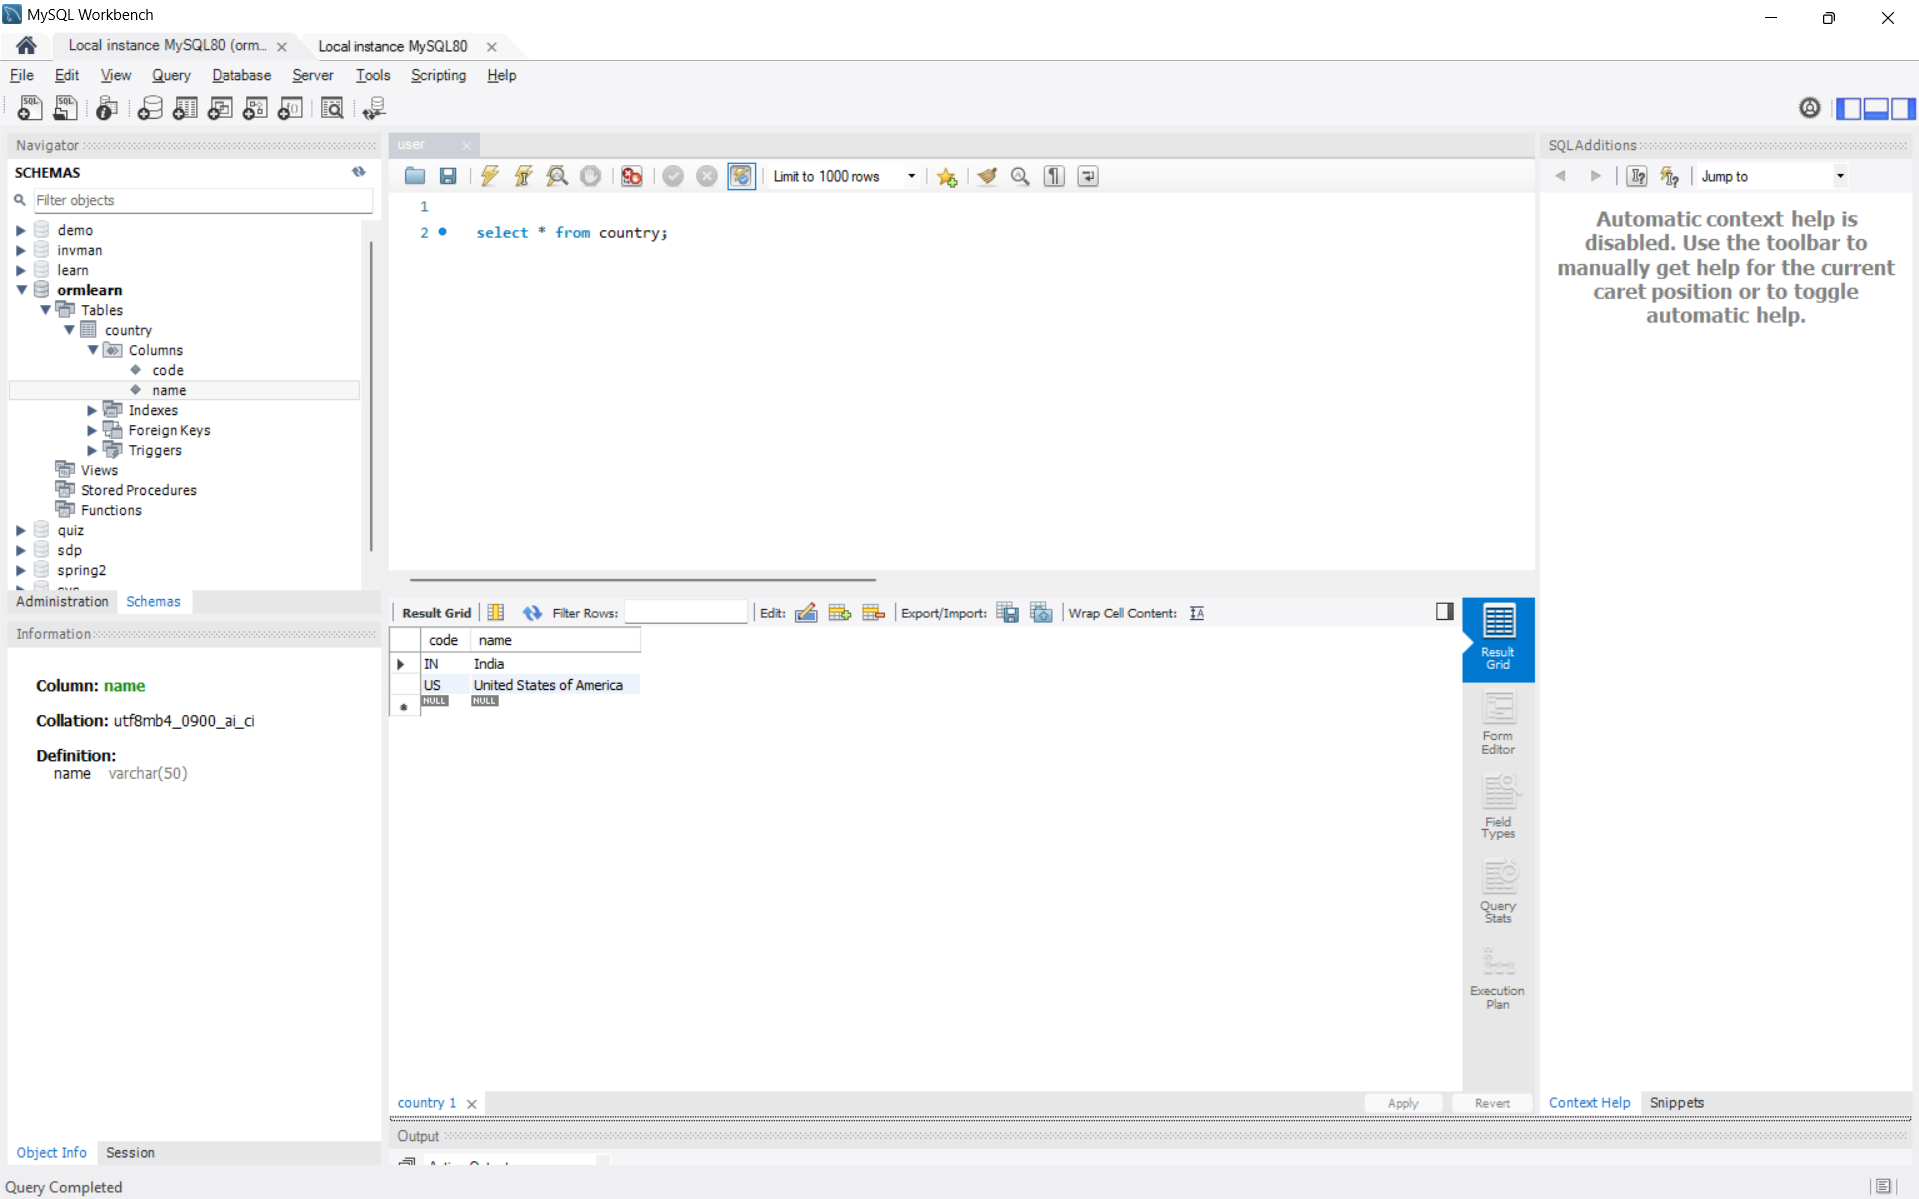 MySQL Workbench
Local instance MySQL80 (orm...
Local instance MySQL80
File Edit View Query Database Server Tools Scripting Help
Navigator
SCHEMAS
Filter objects
demo
invman
learn
ormlearn
Tables
country
Columns
code
name
Indexes
Foreign Keys
Triggers
Views
Stored Procedures
Functions
quiz
sdp
spring2
Administration Schemas
Information
Column: name
Collation: utf8mb4_0900_ai_ci
Definition:
name varchar(50)
Object Info Session
Query Completed
user
Limit to 1000 rows
1
2 select * from country;
Result Grid Filter Rows: Edit: Export/Import: Wrap Cell Content:
code name
IN India
US United States of America
NULL NULL
Result
Grid
Form
Editor
Field
Types
Query
Stats
Execution
Plan
country 1
Apply Revert
Output
SQLAdditions
Jump to
Automatic context help is
disabled. Use the toolbar to
manually get help for the current
caret position or to toggle
automatic help.
Context Help Snippets